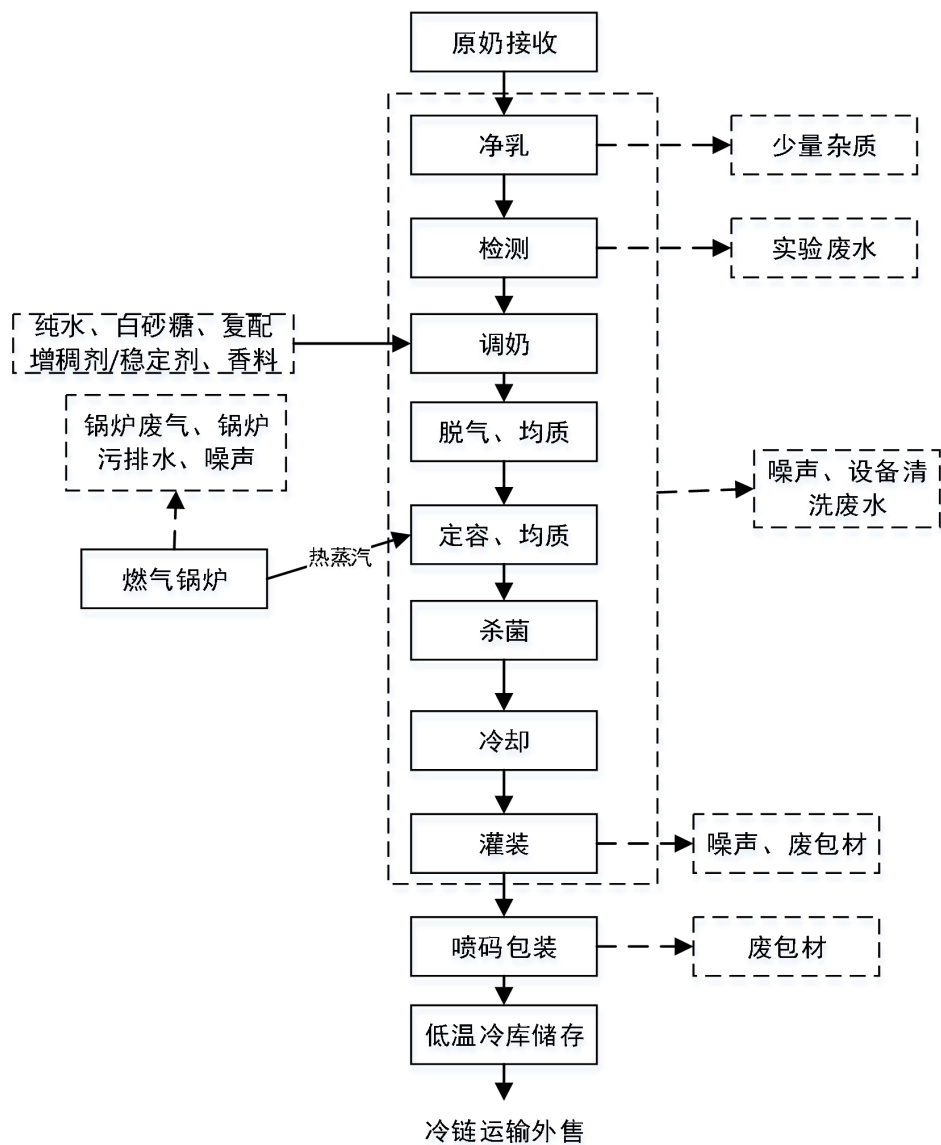 原奶接收
净乳
少量杂质
检测
实验废水
纯水、白砂糖、复配
增稠剂/稳定剂、香料
调奶
锅炉废气、锅炉
污排水、噪声
脱气、均质
噪声、设备清
洗废水
定容、均质
热蒸汽
燃气锅炉
杀菌
冷却
灌装
噪声、废包材
喷码包装
废包材
低温冷库储存
冷链运输外售